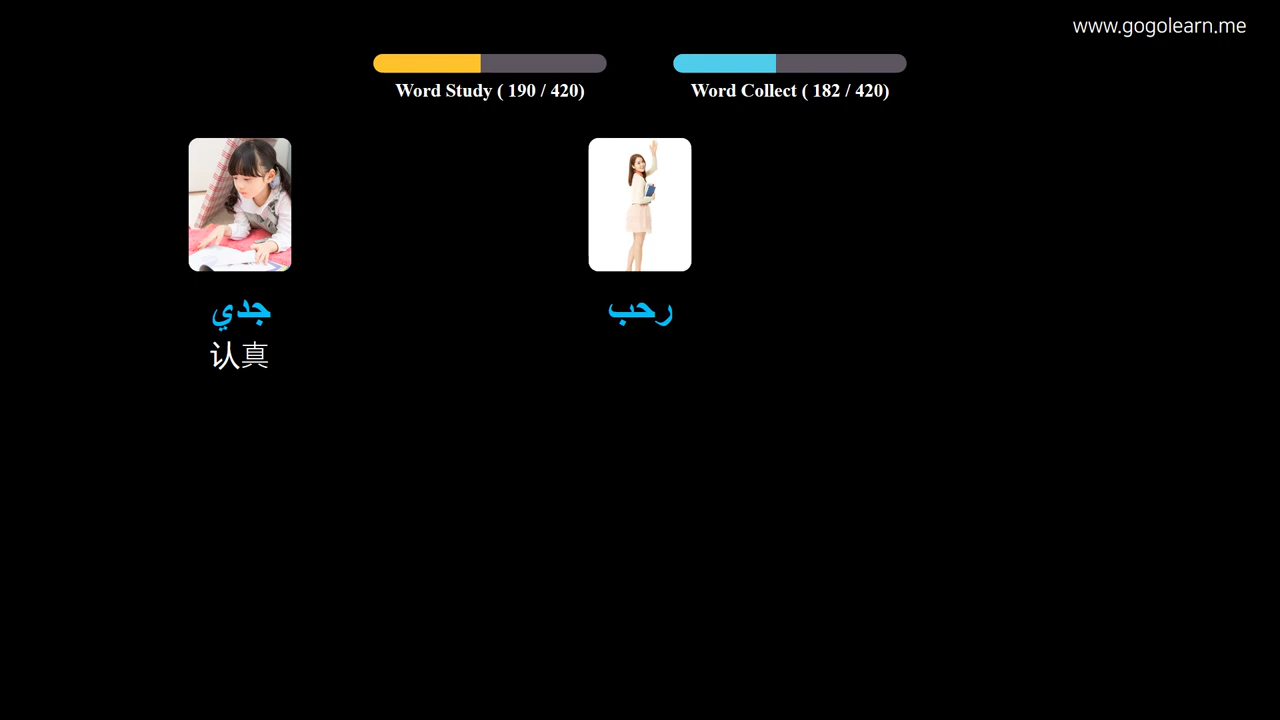 www.gogolearn.me
Word Study ( 190 / 420)
Word Collect ( 182 / 420)
جدي
认真
رحب